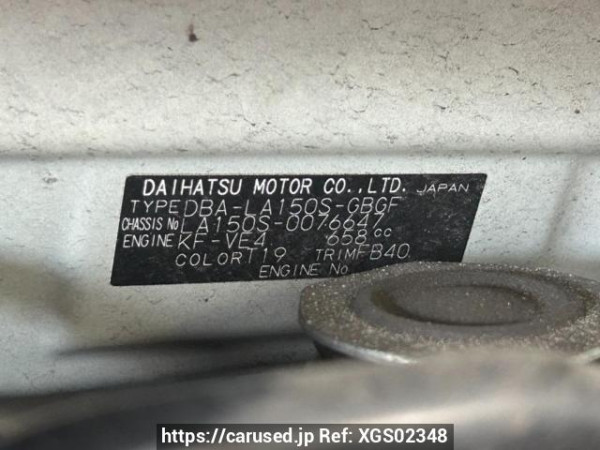 DAIHATSU MOTOR CO.,LTD. JAPAN
TYPE DBA-LA150S-GBGF
CHASSIS No LA150S-0076647
ENGINE KF-VE4 658cc
COLOR T19 TRIM FB40
ENGINE No
https://carused.jp Ref: XGS02348